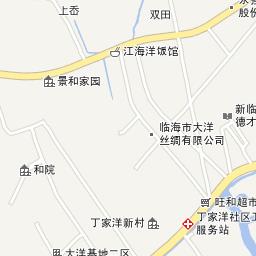 上岙
双田
股份
江海洋饭馆
景和家园
新临
德才
临海市大洋
丝绸有限公司
和院
旺和超市
丁家洋新村
丁家洋社区卫
服务站
大洋基地二区